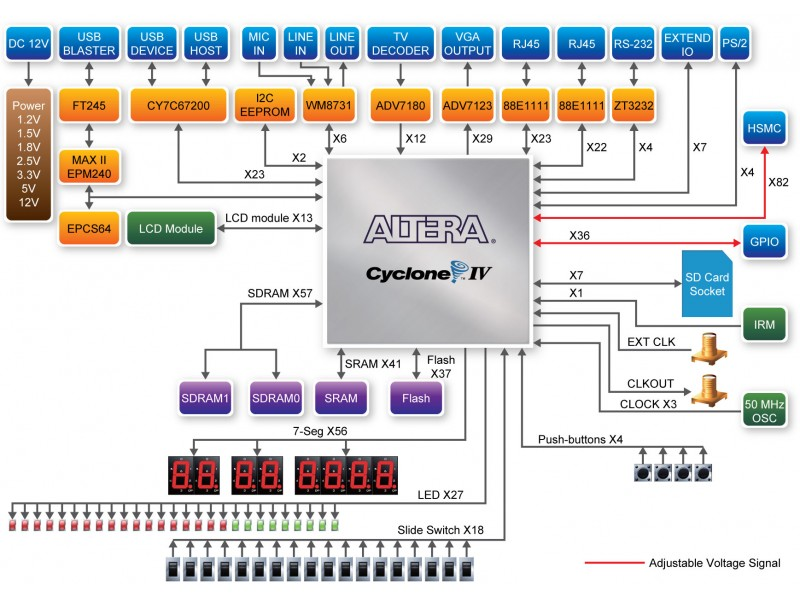 DC 12V
USB
BLASTER
USB
DEVICE
USB
HOST
MIC
IN
LINE
IN
LINE
OUT
TV
DECODER
VGA
OUTPUT
RJ45
RJ45
RS-232
EXTEND
IO
PS/2
Power
1.2V
1.5V
1.8V
2.5V
3.3V
5V
12V
FT245
CY7C67200
I2C
EEPROM
WM8731
ADV7180
ADV7123
88E1111
88E1111
ZT3232
HSMC
X6
X12
X29
X23
X22
X4
X7
X4
X82
MAX II
EPM240
X2
X23
EPCS64
LCD Module
LCD module X13
ALTERA®
Cyclone™ IV
X36
GPIO
X7
SD Card
Socket
X1
IRM
SDRAM X57
EXT CLK
SRAM X41
Flash
X37
CLKOUT
CLOCK X3
50 MHz
OSC
SDRAM1
SDRAM0
SRAM
Flash
7-Seg X56
Push-buttons X4
LED X27
Slide Switch X18
Adjustable Voltage Signal